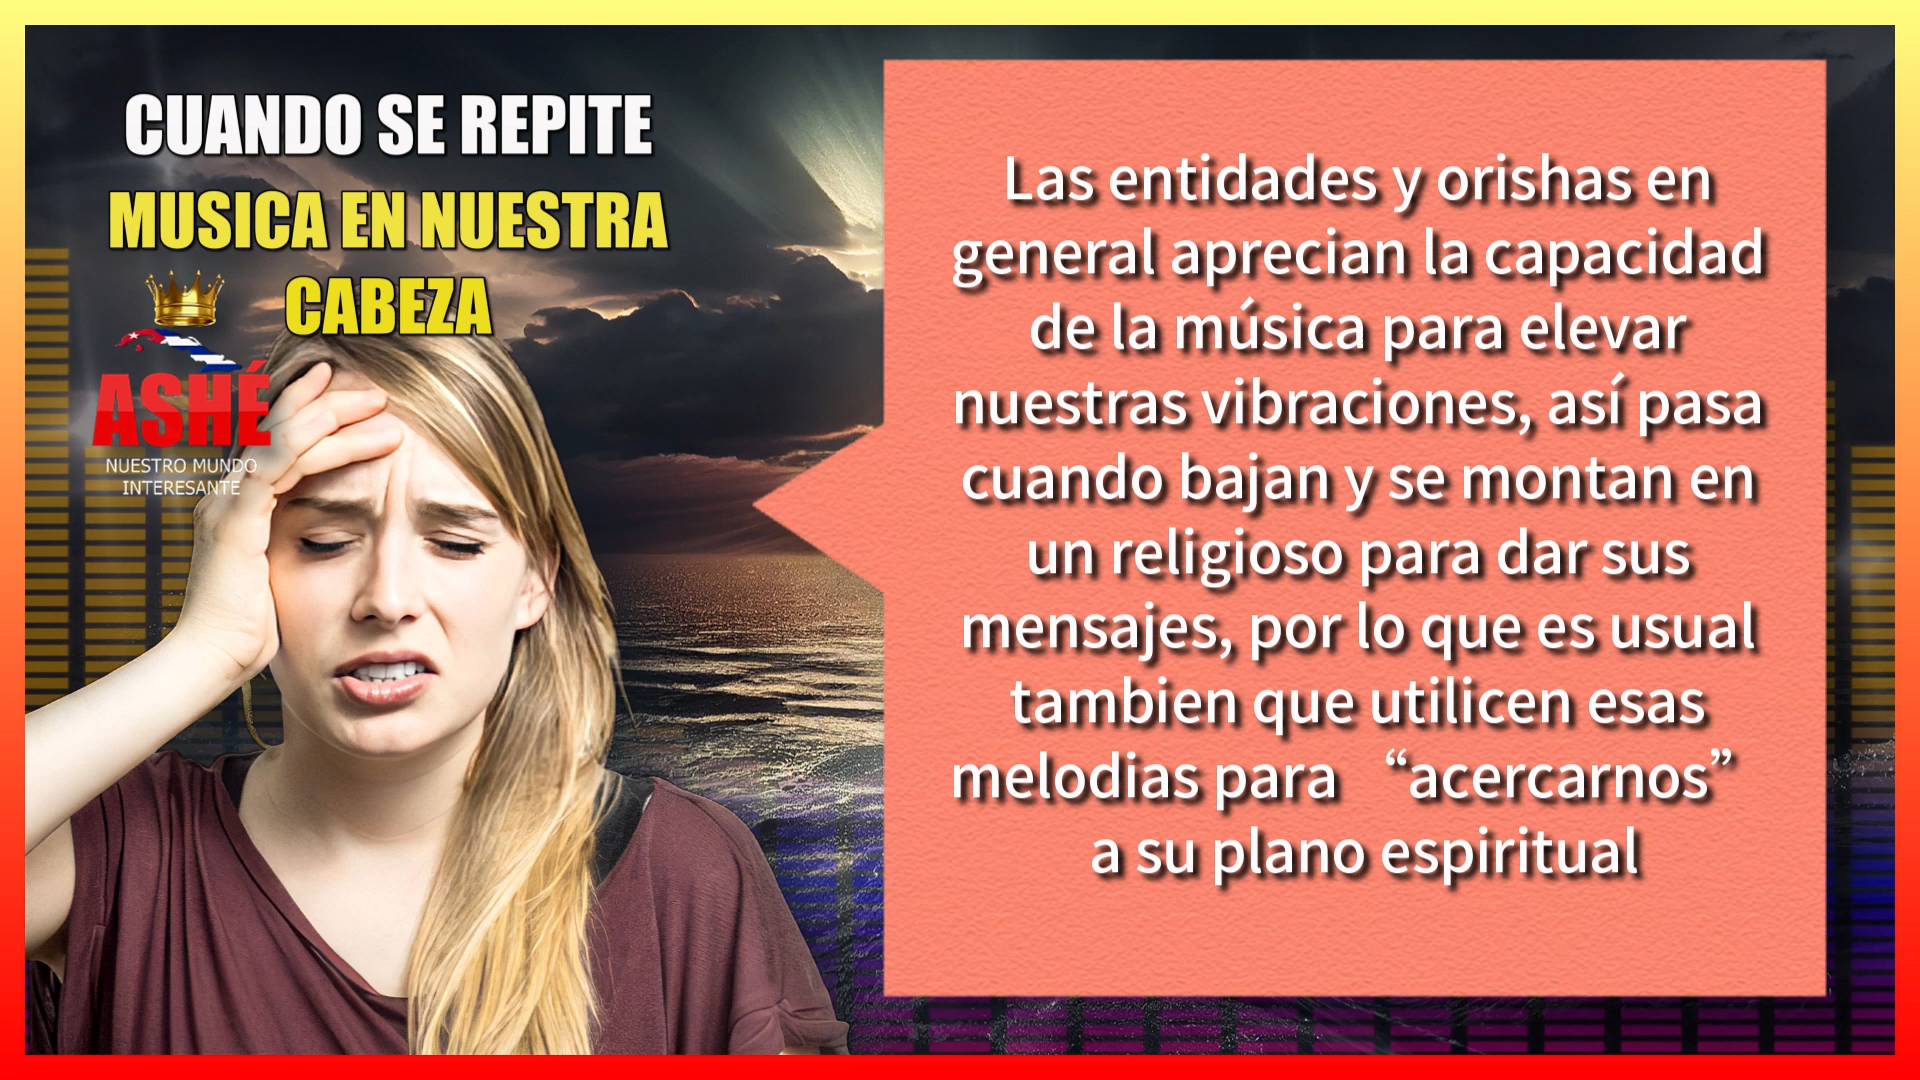 CUANDO SE REPITE
MUSICA EN NUESTRA
CABEZA
ASHÉ
NUESTRO MUNDO
INTERESANTE
Las entidades y orishas en
general aprecian la capacidad
de la música para elevar
nuestras vibraciones, así pasa
cuando bajan y se montan en
un religioso para dar sus
mensajes, por lo que es usual
tambien que utilicen esas
melodias para “acercarnos”
a su plano espiritual